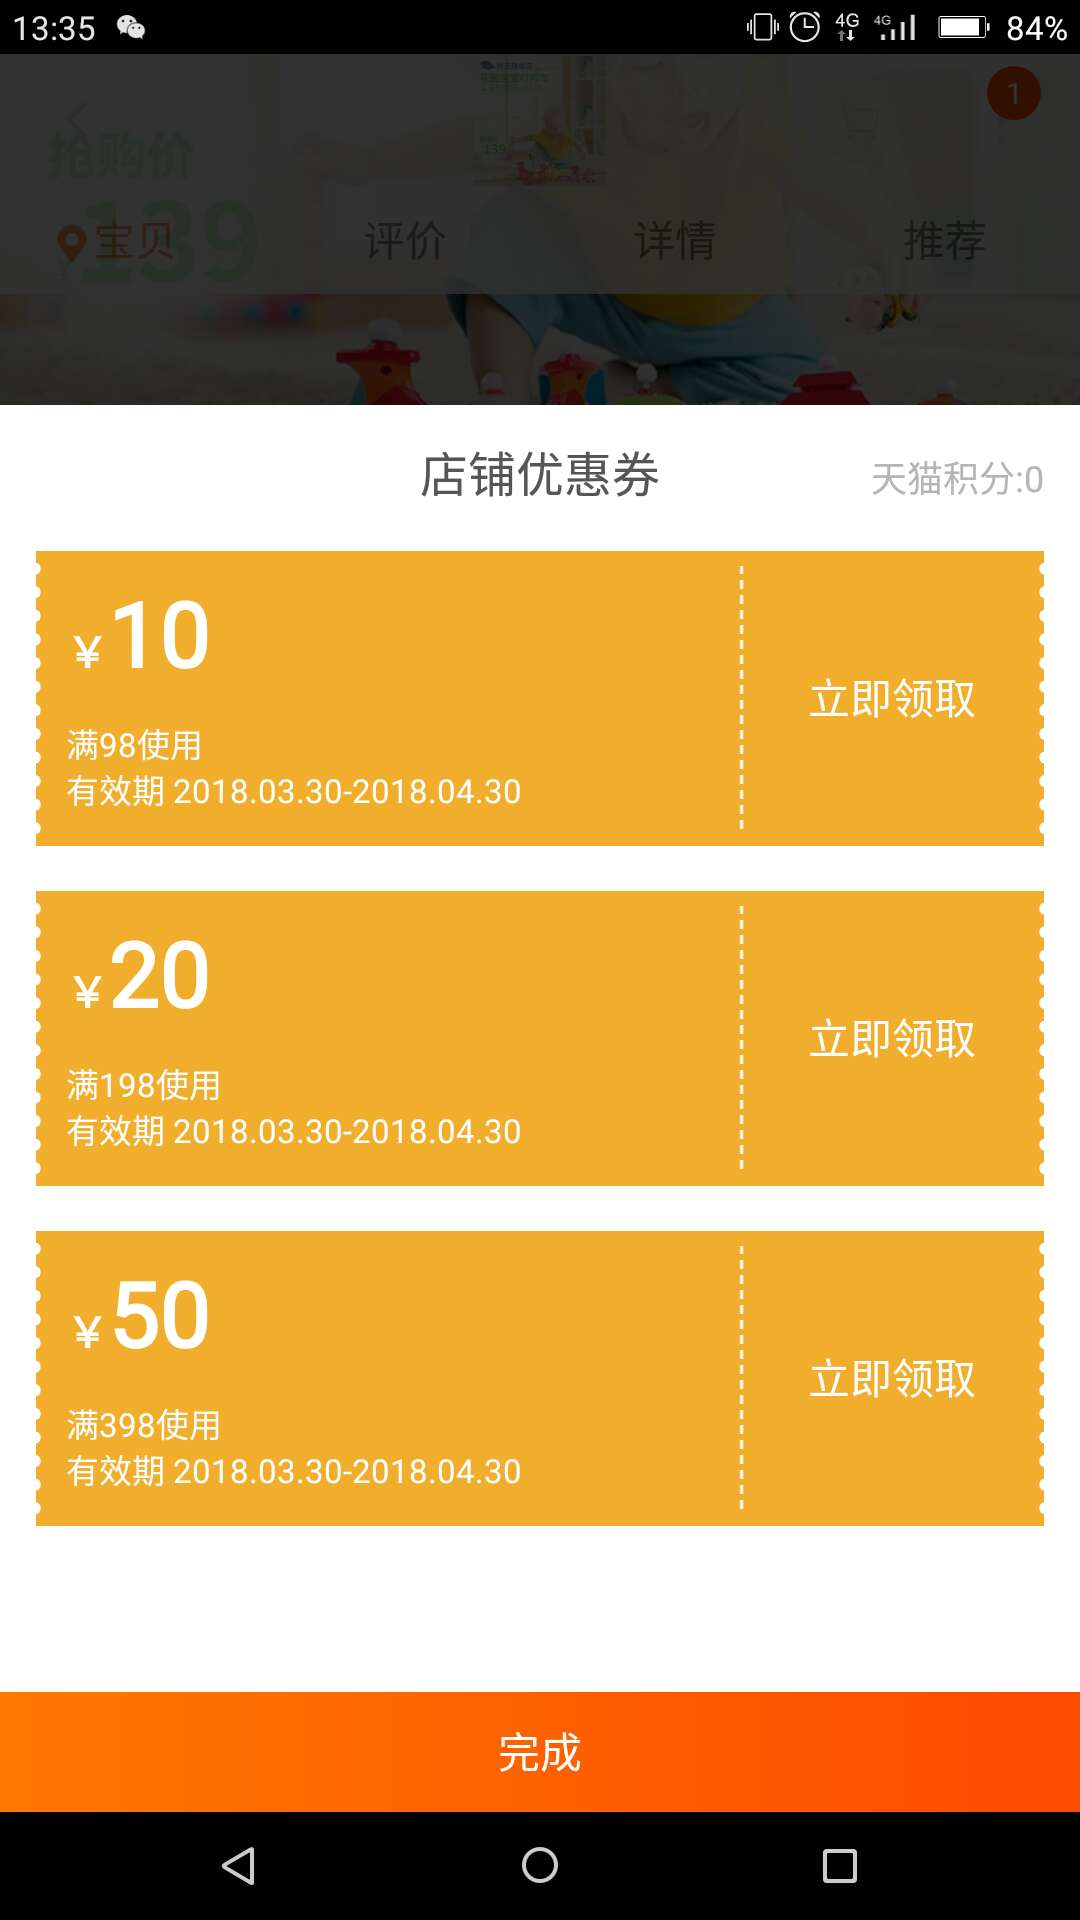 13:35
4G
4G
84%
1
抢购价
139
139
宝贝
评价
详情
推荐
店铺优惠券
天猫积分:0
¥10
满98使用
有效期 2018.03.30-2018.04.30
立即领取
¥20
满198使用
有效期 2018.03.30-2018.04.30
立即领取
¥50
满398使用
有效期 2018.03.30-2018.04.30
立即领取
完成